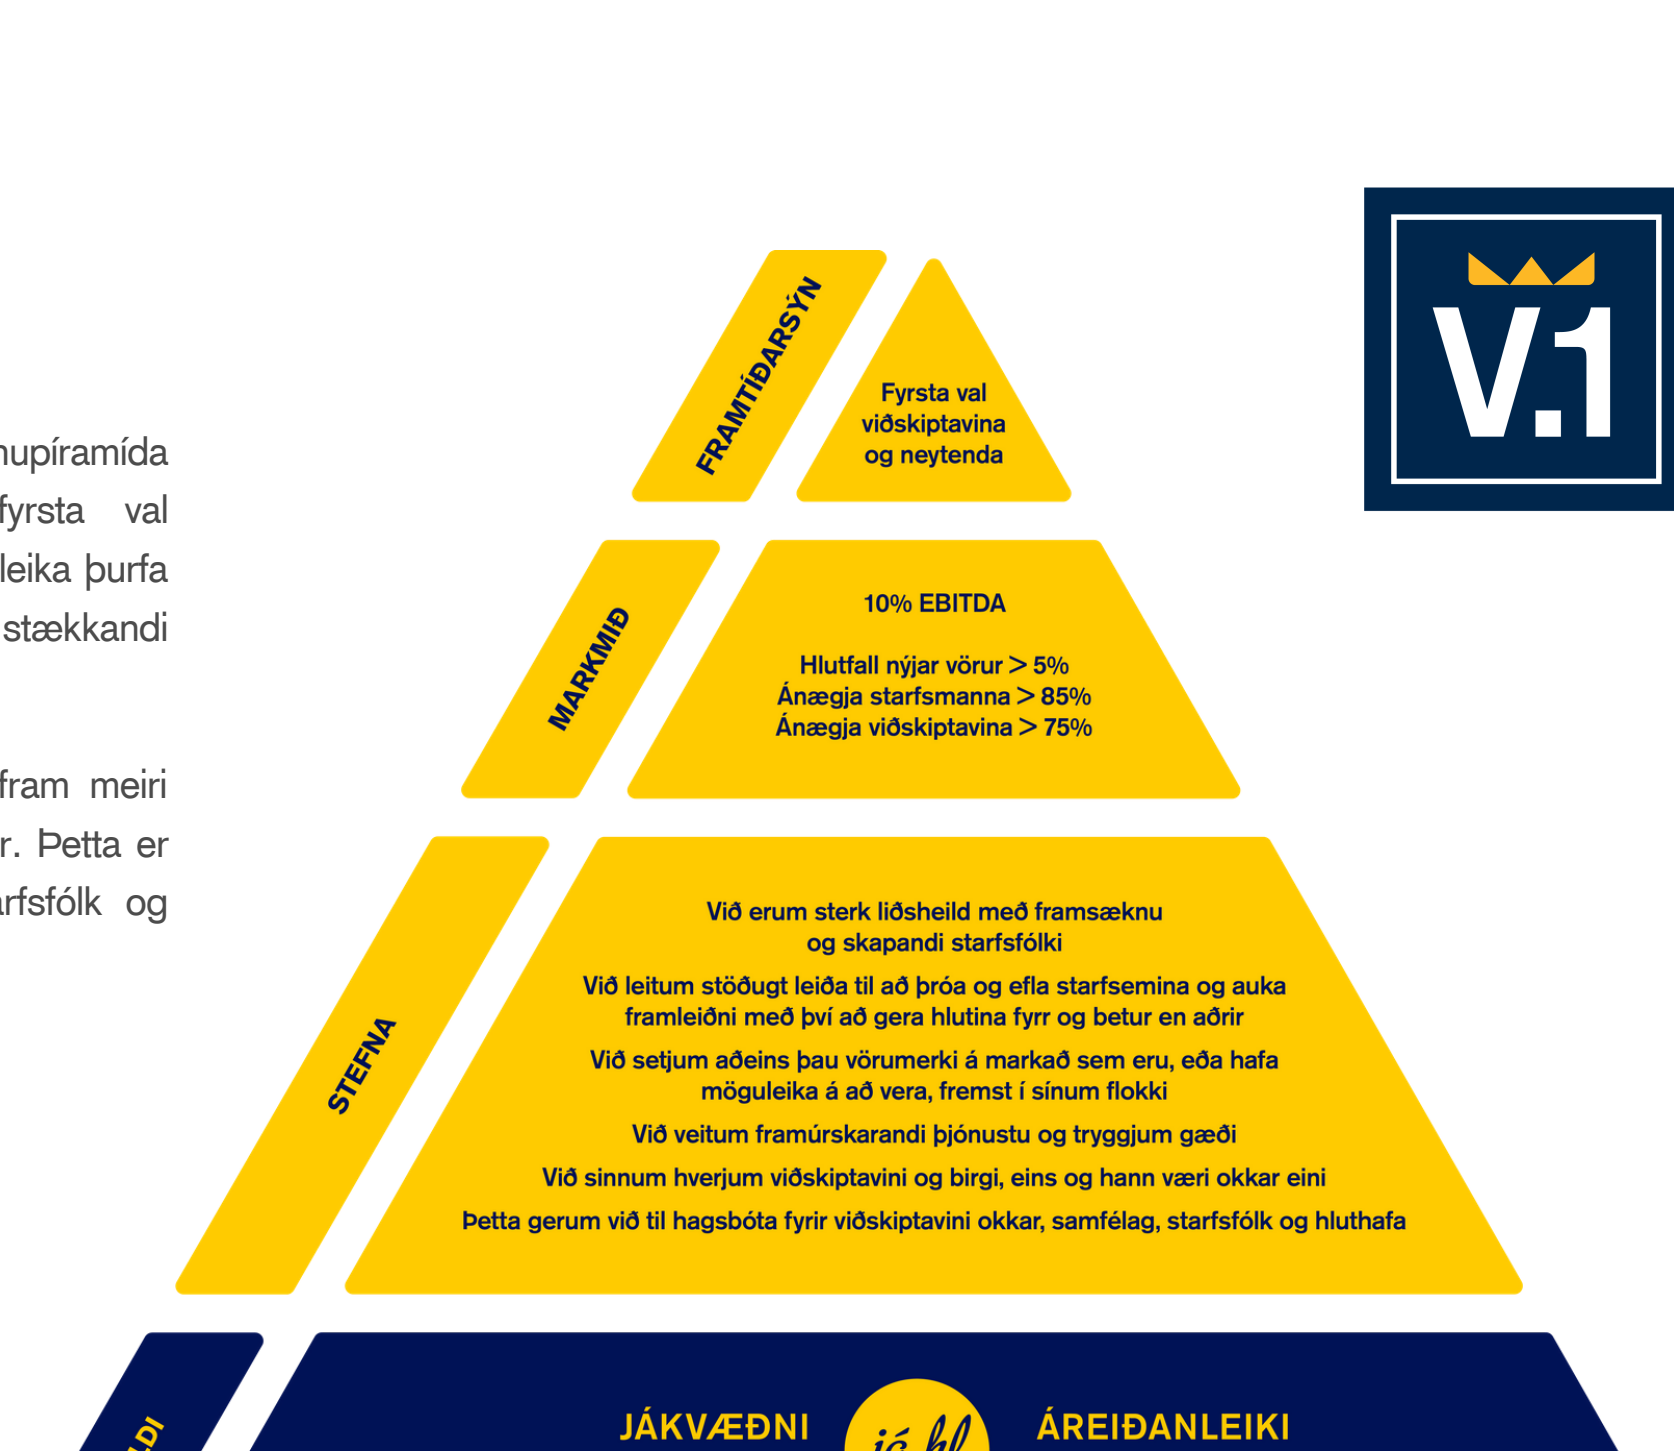 fyrsta val
þurfa
stækkandi
fram meiri
Þetta er
og
FRAMTÍÐARSÝN
Fyrsta val
viðskiptavina
og neytenda
V.1
MARKMIÐ
10% EBITDA
Hlutfall nýjar vörur > 5%
Ánægja starfsmanna > 85%
Ánægja viðskiptavina > 75%
STEFNA
Við erum sterk liðsheild með framsæknu
og skapandi starfsfólki
Við leitum stöðugt leiða til að þróa og efla starfsemina og auka
framleiðni með því að gera hlutina fyrr og betur en aðrir
Við setjum aðeins þau vörumerki á markað sem eru, eða hafa
möguleika á að vera, fremst í sínum flokki
Við veitum framúrskarandi þjónustu og tryggjum gæði
Við sinnum hverjum viðskiptavini og birgi, eins og hann væri okkar eini
Þetta gerum við til hagsbóta fyrir viðskiptavini okkar, samfélag, starfsfólk og hluthafa
JÁKVÆÐNI
ÁREIÐANLEIKI